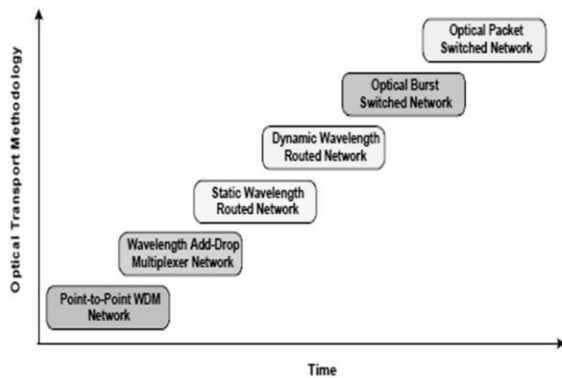 Optical Packet
Switched Network
Optical Burst
Switched Network
Dynamic Wavelength
Routed Network
Static Wavelength
Routed Network
Wavelength Add-Drop
Multiplexer Network
Point-to-Point WDM
Network
Optical Transport Methodology
Time